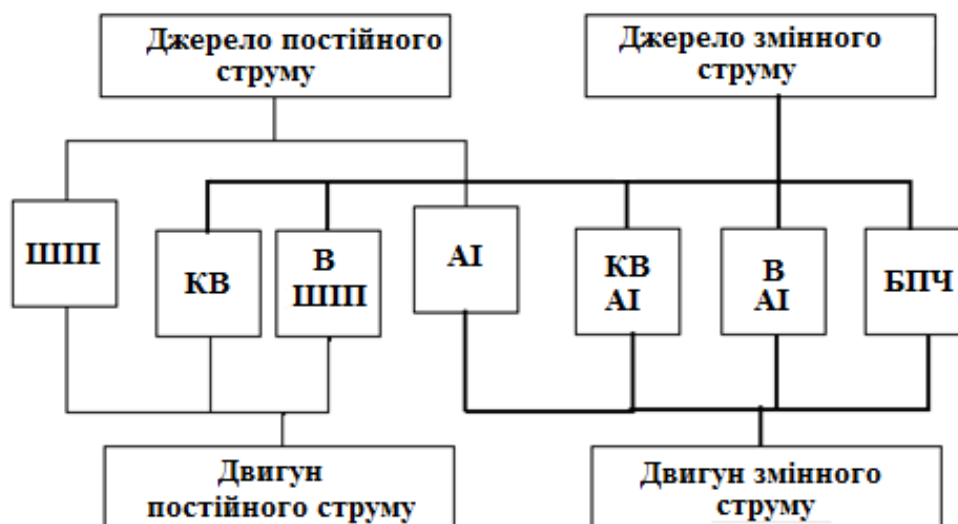 Джерело постійного
струму
Джерело змінного
струму
ШІП
КВ
В
ШІП
АІ
КВ
АІ
В
АІ
БПЧ
Двигун
постійного струму
Двигун змінного
струму